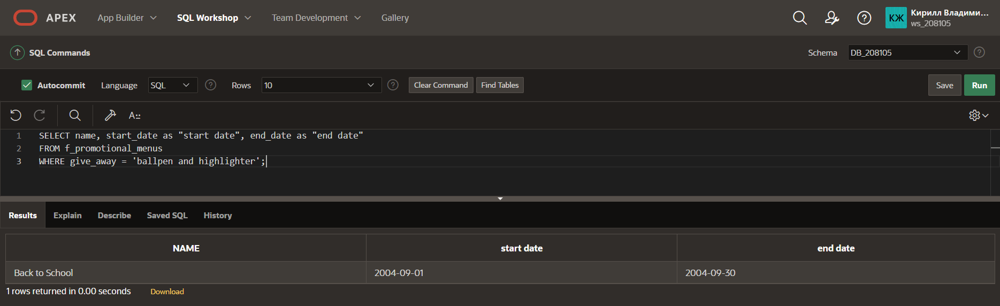 APEX App Builder SQL Workshop Team Development Gallery КЖ Кирилл Владими...
ws_208105
SQL Commands Schema DB_208105
Autocommit Language SQL Rows 10 Clear Command Find Tables Save Run
A::
1 SELECT name, start_date as "start date", end_date as "end date"
2 FROM f_promotional_menus
3 WHERE give_away = 'ballpen and highlighter';
Results Explain Describe Saved SQL History
NAME start date end date
Back to School 2004-09-01 2004-09-30
1 rows returned in 0.00 seconds Download